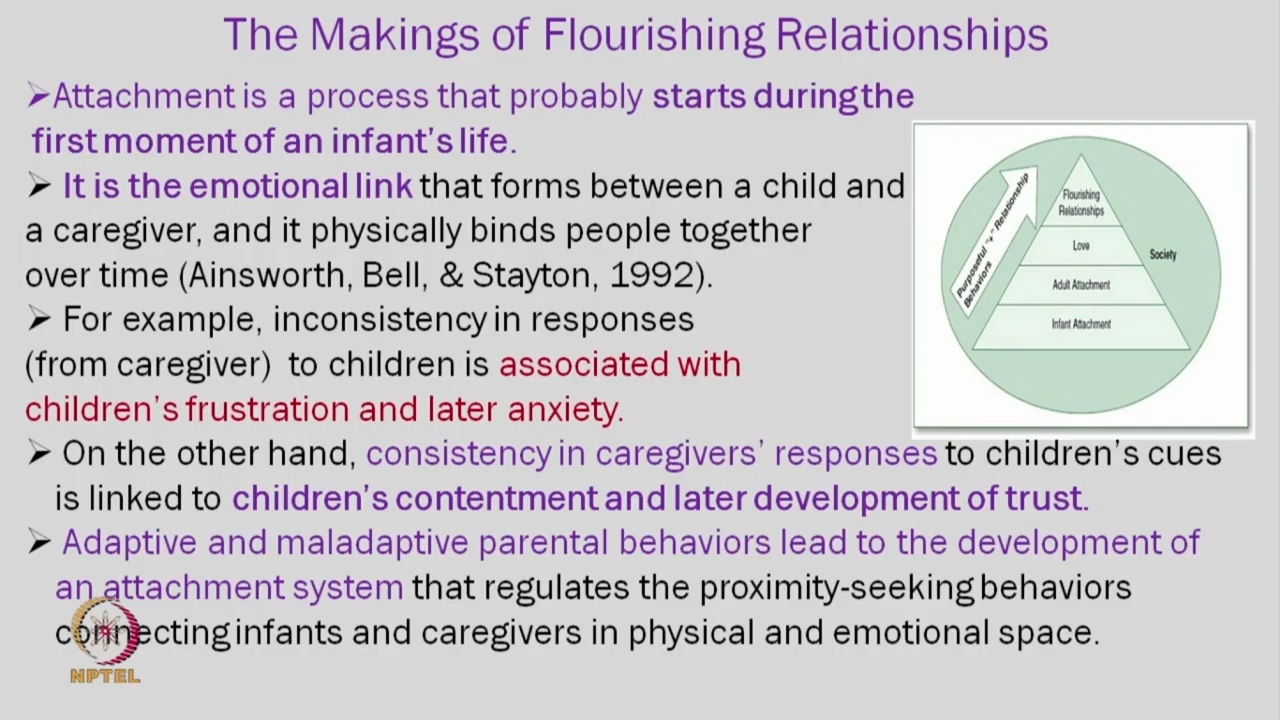 The Makings of Flourishing Relationships
➢Attachment is a process that probably starts during the
first moment of an infant's life.
➢ It is the emotional link that forms between a child and
a caregiver, and it physically binds people together
over time (Ainsworth, Bell, & Stayton, 1992).
➢ For example, inconsistency in responses
(from caregiver) to children is associated with
children's frustration and later anxiety.
➢ On the other hand, consistency in caregivers' responses to children's cues
is linked to children's contentment and later development of trust.
➢ Adaptive and maladaptive parental behaviors lead to the development of
an attachment system that regulates the proximity-seeking behaviors
connecting infants and caregivers in physical and emotional space.
Purposeful "+" Relationship
Behaviors
Flourishing
Relationships
Love
Society
Adult Attachment
Infant Attachment
NPTEL